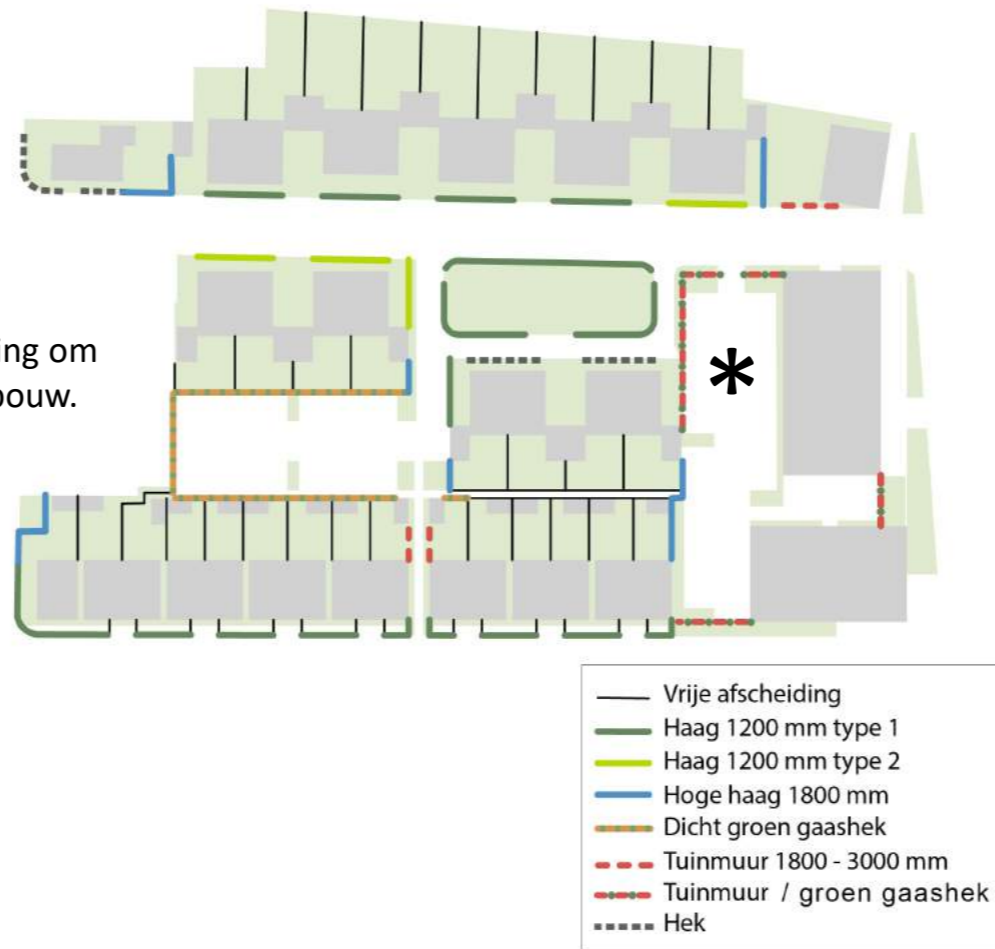 ing om
bouw.
*
Vrije afscheiding
Haag 1200 mm type 1
Haag 1200 mm type 2
Hoge haag 1800 mm
Dicht groen gaashek
Tuinmuur 1800 - 3000 mm
Tuinmuur / groen gaashek
Hek